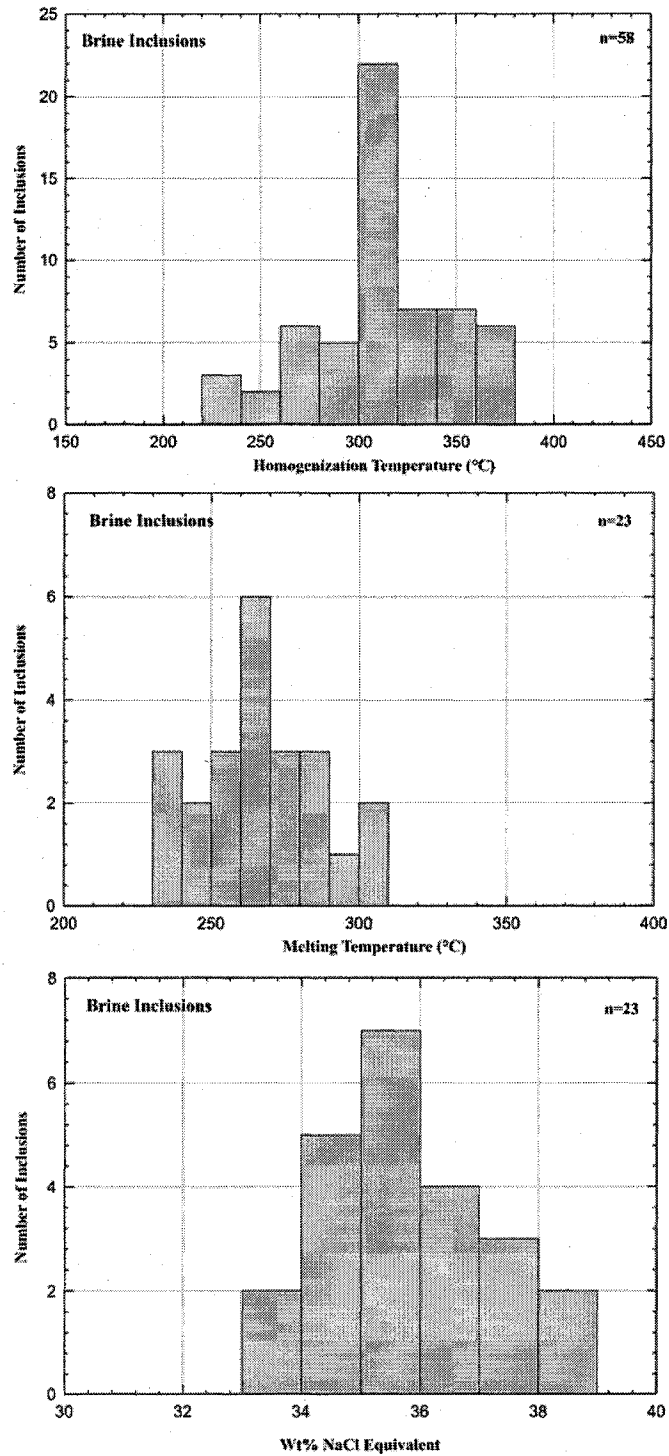 Brine Inclusions n=58
25
20
15
10
5
0
Number of Inclusions
150 200 250 300 350 400 450
Homogenization Temperature (°C)
Brine Inclusions n=23
8
6
4
2
0
Number of Inclusions
200 250 300 350 400
Melting Temperature (°C)
Brine Inclusions n=23
8
6
4
2
0
Number of Inclusions
30 32 34 36 38 40
Wt% NaCl Equivalent